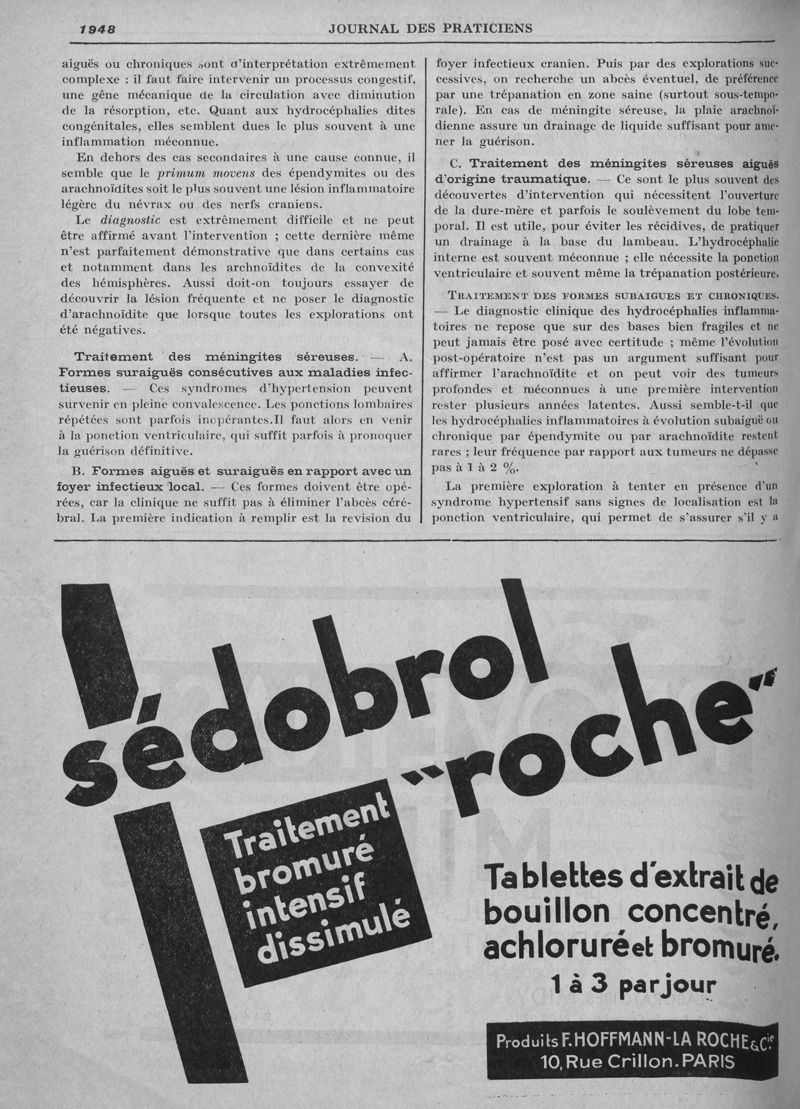 1948
JOURNAL DES PRATICIENS
aiguës ou chroniques sont d'interprétation extrêmement
complexe : il faut faire intervenir un processus congestif,
une gêne mécanique de la circulation avec diminution
de la résorption, etc. Quant aux hydrocéphalies dites
congénitales, elles semblent dues le plus souvent à une
inflammation méconnue.
En dehors des cas secondaires à une cause connue, il
semble que le primum movens des épendymites ou des
arachnoïdites soit le plus souvent une lésion inflammatoire
légère du névrax ou des nerfs craniens.
Le diagnostic est extrêmement difficile et ne peut
être affirmé avant l'intervention ; cette dernière même
n'est parfaitement démonstrative que dans certains cas
et notamment dans les archnoïdites de la convexité
des hémisphères. Aussi doit-on toujours essayer de
découvrir la lésion fréquente et ne poser le diagnostic
d'arachnoïdite que lorsque toutes les explorations ont
été négatives.
Traitement des méningites séreuses. — A.
Formes suraiguës consécutives aux maladies infec-
tieuses. — Ces syndromes d'hypertension peuvent
survenir en pleine convalescence. Les ponctions lombaires
répétées sont parfois inopérantes.Il faut alors en venir
à la ponction ventriculaire, qui suffit parfois à pronoquer
la guérison définitive.
B. Formes aiguës et suraiguës en rapport avec un
foyer infectieux local. — Ces formes doivent être opé-
rées, car la clinique ne suffit pas à éliminer l'abcès céré-
bral. La première indication à remplir est la revision du
foyer infectieux cranien. Puis par des explorations suc-
cessives, on recherche un abcès éventuel, de préférence
par une trépanation en zone saine (surtout sous-tempo-
rale). En cas de méningite séreuse, la plaie arachnoï-
dienne assure un drainage de liquide suffisant pour ame-
ner la guérison.
C. Traitement des méningites séreuses aiguës
d'origine traumatique. — Ce sont le plus souvent des
découvertes d'intervention qui nécessitent l'ouverture
de la dure-mère et parfois le soulèvement du lobe tem-
poral. Il est utile, pour éviter les récidives, de pratiquer
un drainage à la base du lambeau. L'hydrocéphalie
interne est souvent méconnue ; elle nécessite la ponction
ventriculaire et souvent même la trépanation postérieure.
TRAITEMENT DES FORMES SUBAIGUES ET CHRONIQUES.
— Le diagnostic clinique des hydrocéphalies inflamma-
toires ne repose que sur des bases bien fragiles et ne
peut jamais être posé avec certitude ; même l'évolution
post-opératoire n'est pas un argument suffisant pour
affirmer l'arachnoïdite et on peut voir des tumeurs
profondes et méconnues à une première intervention
rester plusieurs années latentes. Aussi semble-t-il que
les hydrocéphalies inflammatoires à évolution subaiguë ou
chronique par épendymite ou par arachnoïdite restent
rares ; leur fréquence par rapport aux tumeurs ne dépasse
pas à 1 à 2 %.
La première exploration à tenter en présence d'un
syndrome hypertensif sans signes de localisation est la
ponction ventriculaire, qui permet de s'assurer s'il y a
sédobrol
"roche"
Traitement
bromuré
intensif
dissimulé
Tablettes d'extrait de
bouillon concentré,
achloruré et bromuré.
1 à 3 par jour
Produits F. HOFFMANN-LA ROCHE & Cie.
10, Rue Crillon. PARIS